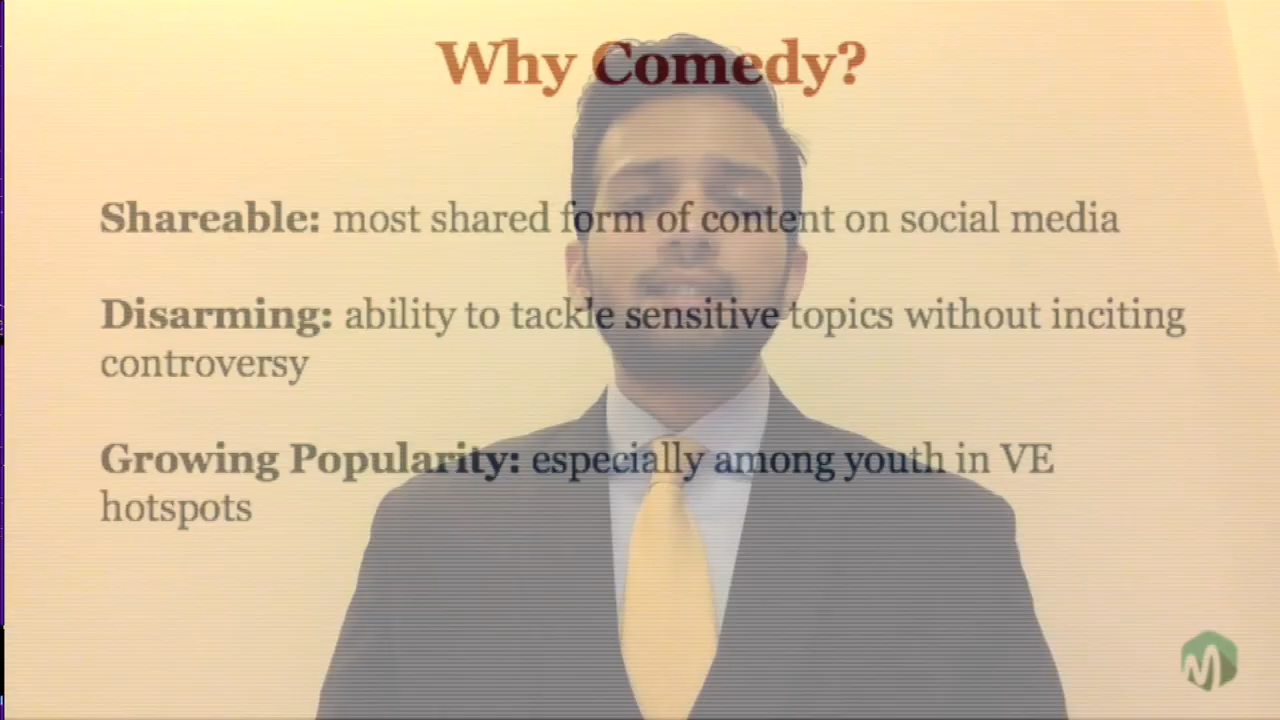 Why Comedy?
Shareable: most shared form of content on social media
Disarming: ability to tackle sensitive topics without inciting
controversy
Growing Popularity: especially among youth in VE
hotspots
M